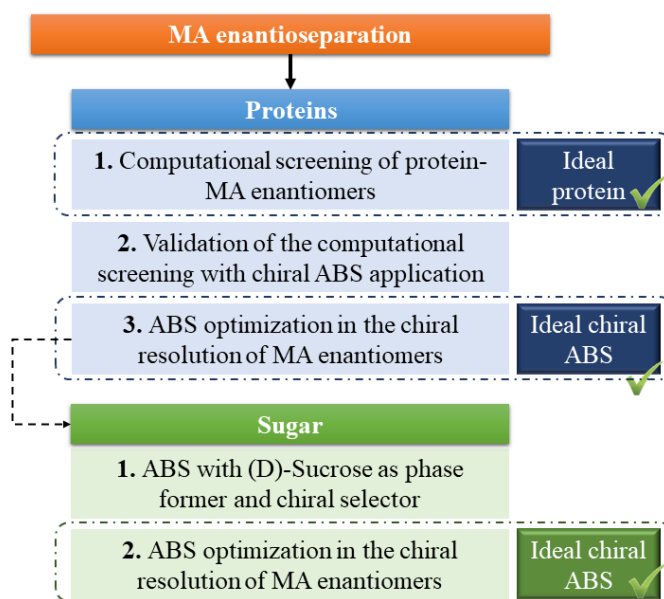 MA enantioseparation
Proteins
1. Computational screening of protein-
MA enantiomers
Ideal
protein
2. Validation of the computational
screening with chiral ABS application
3. ABS optimization in the chiral
resolution of MA enantiomers
Ideal chiral
ABS
Sugar
1. ABS with (D)-Sucrose as phase
former and chiral selector
2. ABS optimization in the chiral
resolution of MA enantiomers
Ideal chiral
ABS